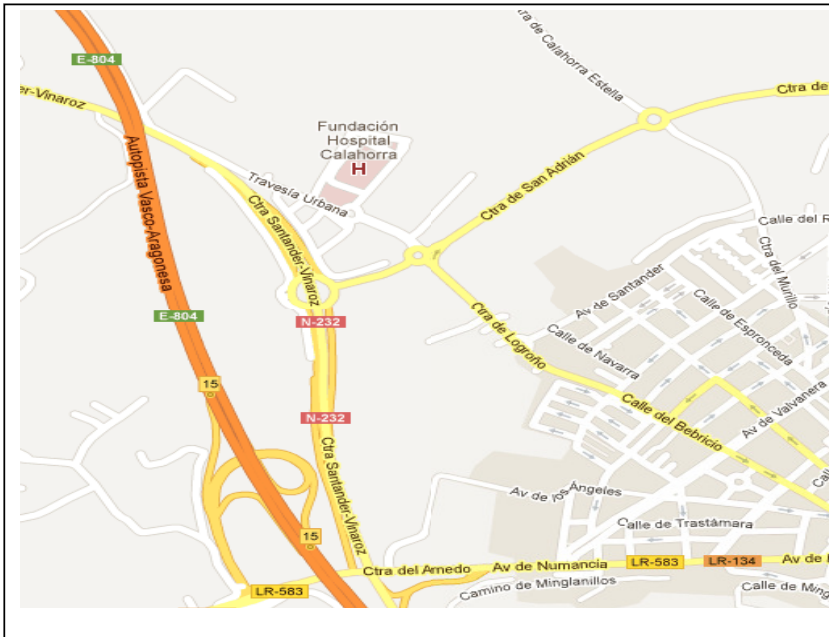 E-804
er-Vinaroz
ra de Calahorra Estella
Ctra de
Fundación
Hospital
Calahorra
H
Autopista Vasco-Aragonesa
Travesía Urbana
Ctra de San Adrián
Ctra Santander-Vinaroz
Calle del R
Ctra del Murillo
Av de Santander
E-804
N-232
Ctra de Logroño
Calle de Navarra
Calle de Espronceda
15
Calle del Bebricio
Av de Valvanera
N-232
Ctra Santander-Vinaroz
Call
Av de los Ángeles
Calle de Trastámara
15
Ctra del Arnedo
Av de Numancia
LR-583
LR-134
Av de
LR-583
Camino de Minglanillos
Calle de Ming